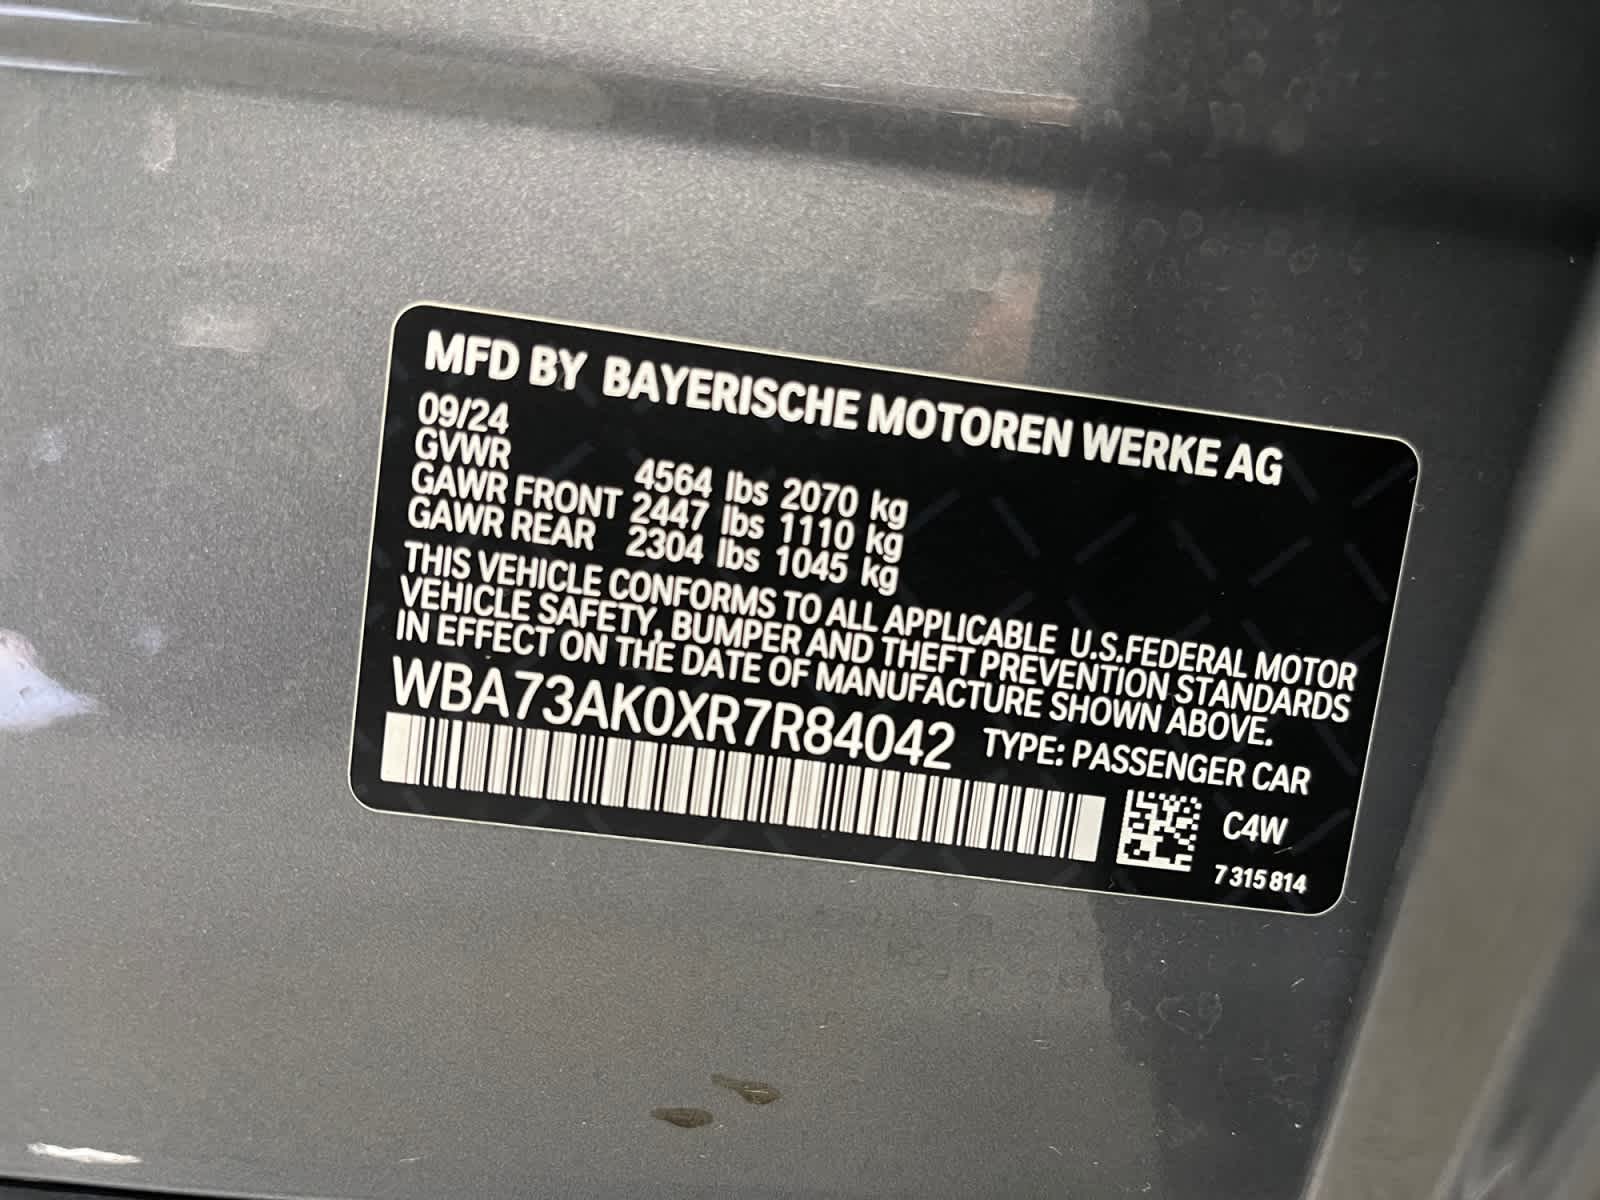 MFD BY BAYERISCHE MOTOREN WERKE AG
09/24
GVWR 4564 lbs 2070 kg
GAWR FRONT 2447 lbs 1110 kg
GAWR REAR 2304 lbs 1045 kg
THIS VEHICLE CONFORMS TO ALL APPLICABLE U.S.FEDERAL MOTOR
VEHICLE SAFETY, BUMPER AND THEFT PREVENTION STANDARDS
IN EFFECT ON THE DATE OF MANUFACTURE SHOWN ABOVE.
WBA73AK0XR7R84042 TYPE: PASSENGER CAR
C4W
7 315 814